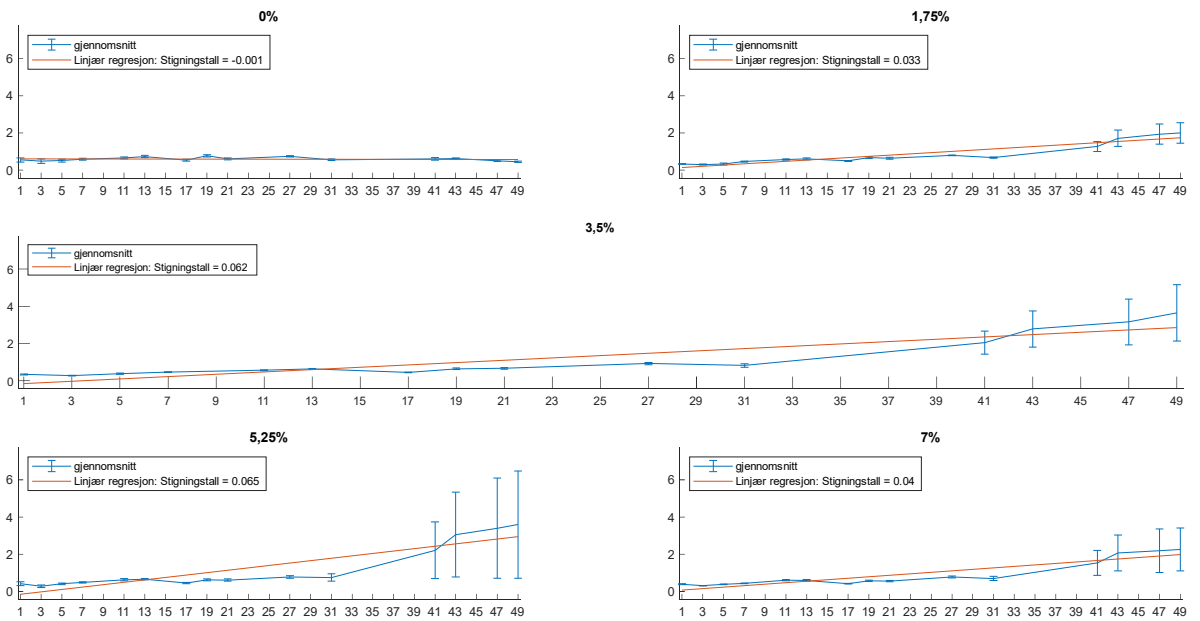 0%
gjennomsnitt
Linjær regresjon: Stigningstall = -0.001
6
4
2
0
1 3 5 7 9 11 13 15 17 19 21 23 25 27 29 31 33 35 37 39 41 43 45 47 49
1,75%
gjennomsnitt
Linjær regresjon: Stigningstall = 0.033
6
4
2
0
1 3 5 7 9 11 13 15 17 19 21 23 25 27 29 31 33 35 37 39 41 43 45 47 49
3,5%
gjennomsnitt
Linjær regresjon: Stigningstall = 0.062
6
4
2
0
1 3 5 7 9 11 13 15 17 19 21 23 25 27 29 31 33 35 37 39 41 43 45 47 49
5,25%
gjennomsnitt
Linjær regresjon: Stigningstall = 0.065
6
4
2
0
1 3 5 7 9 11 13 15 17 19 21 23 25 27 29 31 33 35 37 39 41 43 45 47 49
7%
gjennomsnitt
Linjær regresjon: Stigningstall = 0.04
6
4
2
0
1 3 5 7 9 11 13 15 17 19 21 23 25 27 29 31 33 35 37 39 41 43 45 47 49